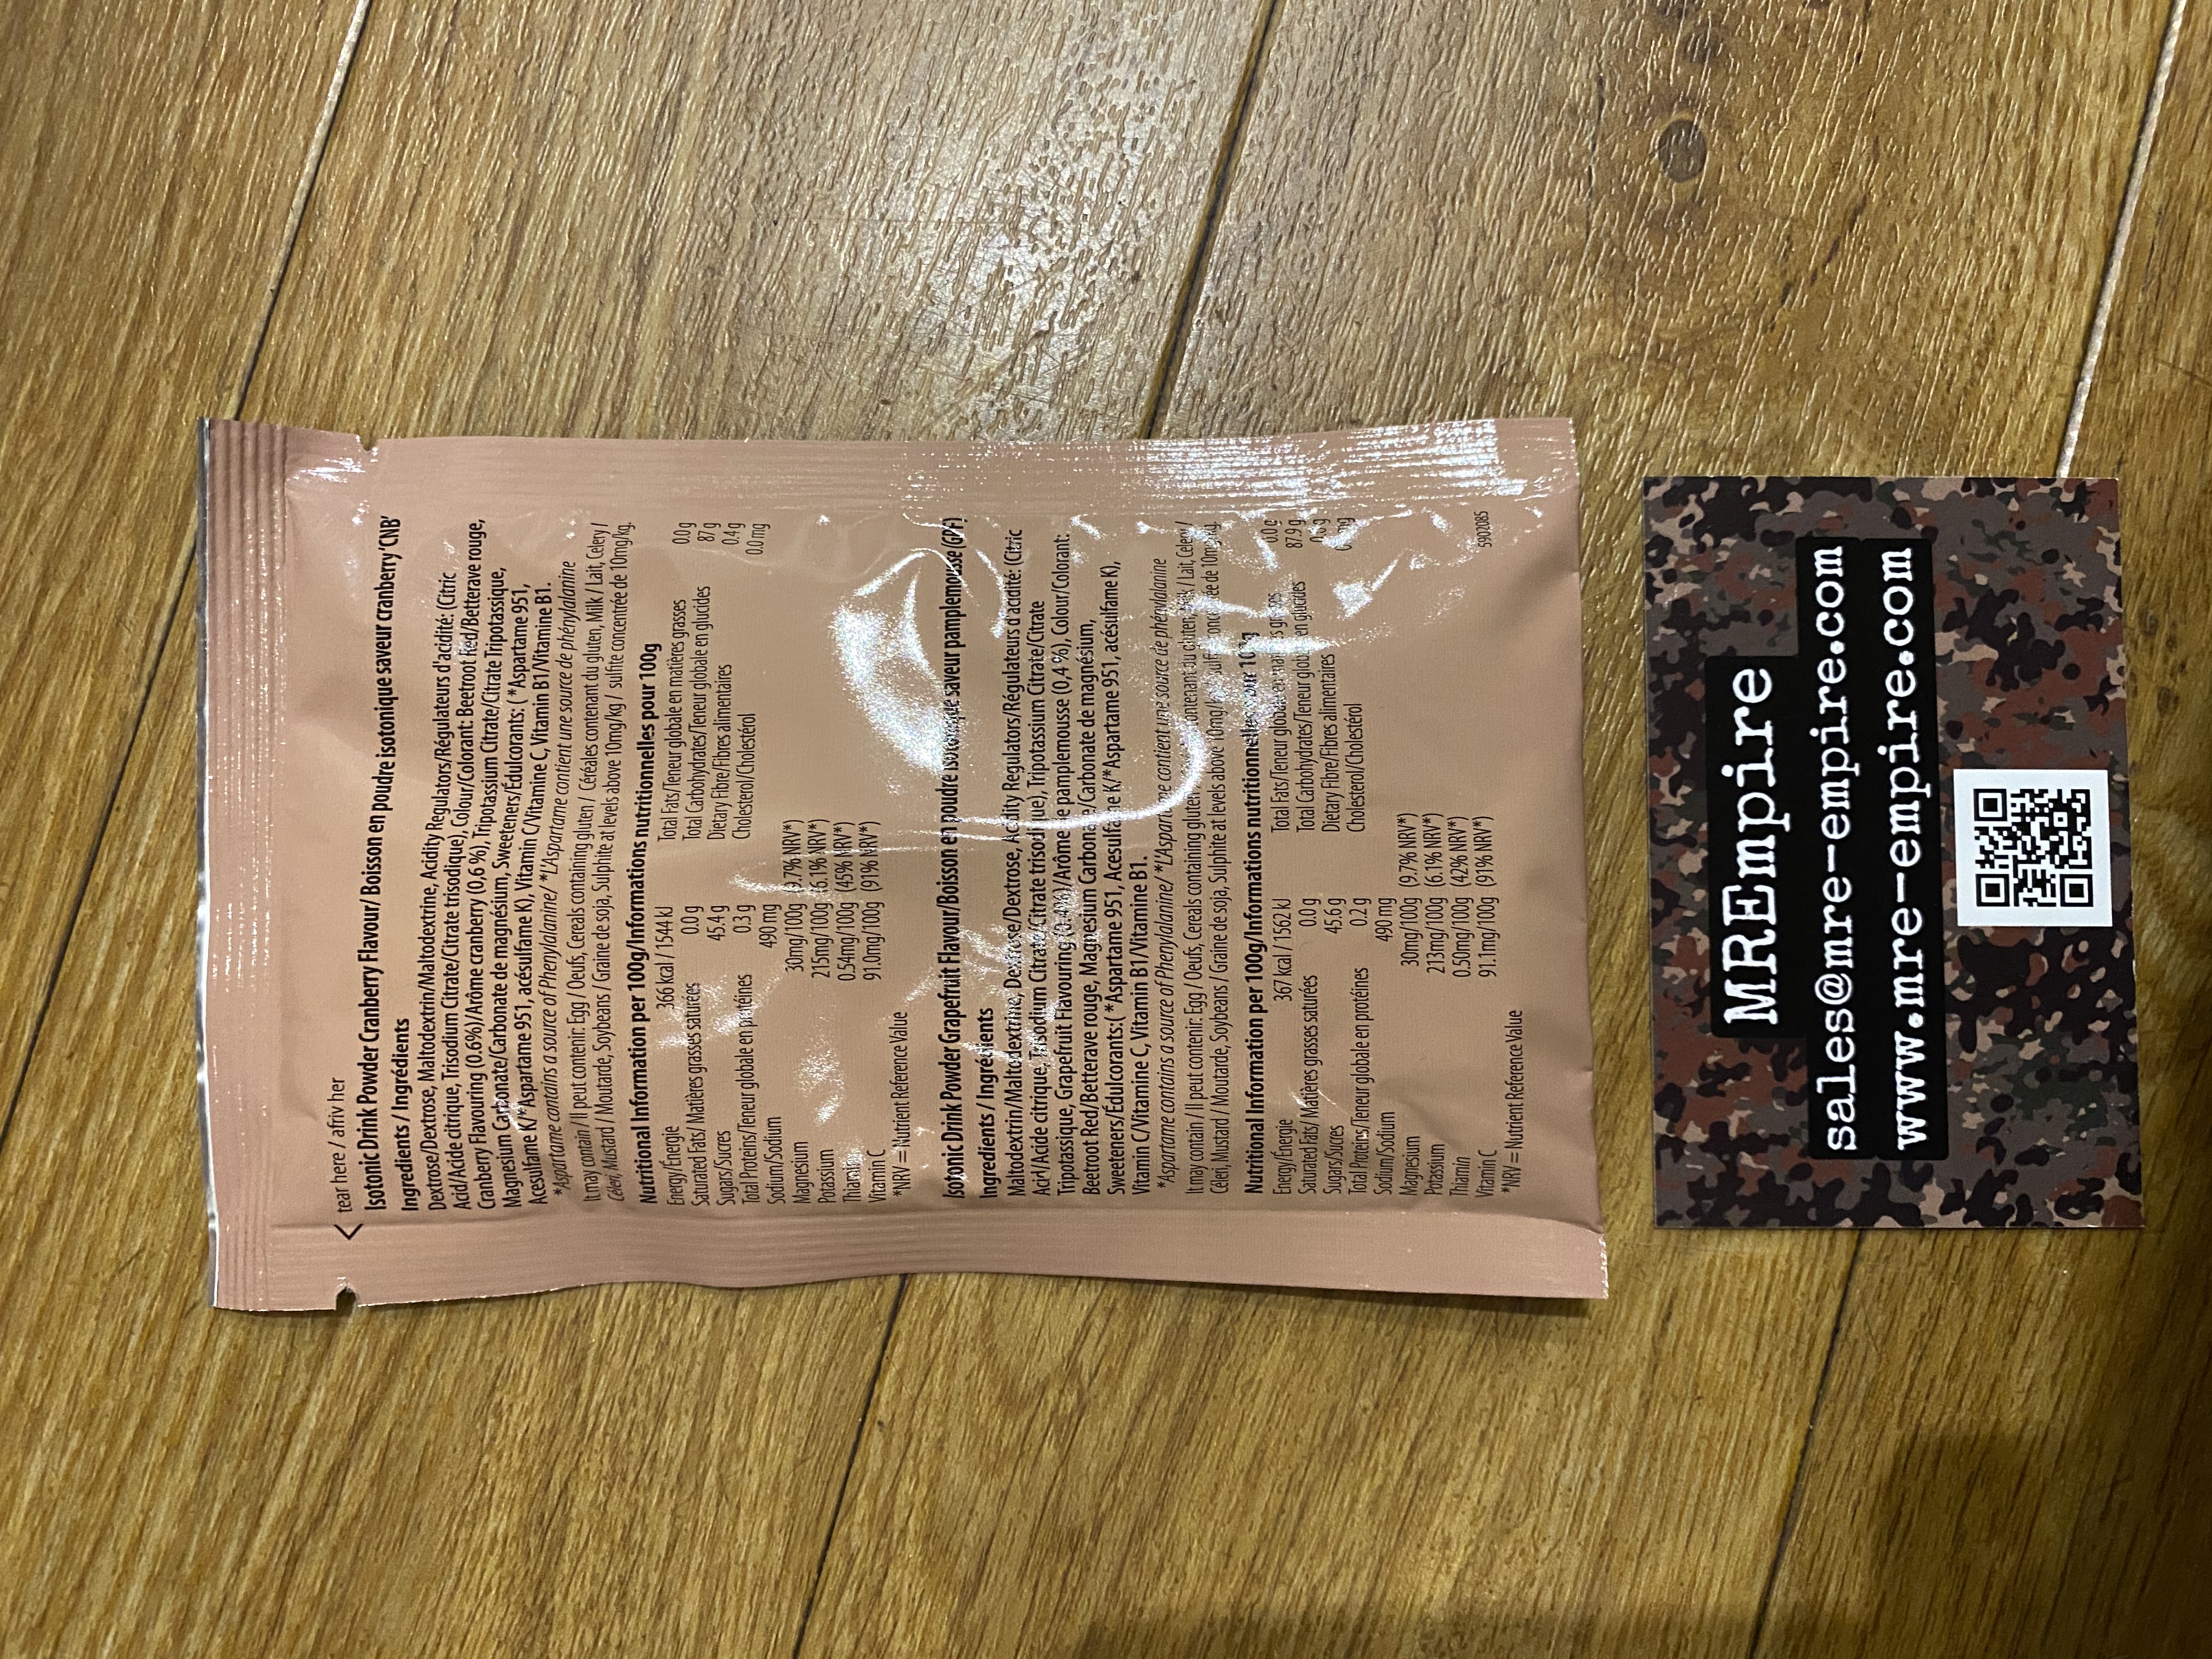 tear here / afriv her
Isotonic Drink Powder Cranberry Flavour/ Boisson en poudre isotonique saveur cranberry 'CNB'
Ingredients / Ingrédients
Dextrose/Dextrose, Maltodextrin/Maltodextrine, Acidity Regulators/Régulateurs d'acidité: (Citric
Acid/Acide citrique, Trisodium Citrate/Citrate trisodique), Colour/Colorant: Beetroot Red/Betterave rouge,
Cranberry Flavouring (0.6%)/Arôme cranberry (0,6 %), Tripotassium Citrate/Citrate Tripotassique,
Magnesium Carbonate/Carbonate de magnésium, Sweeteners/Edulcorants: ( *Aspartame 951,
Acesulfame K/*Aspartame 951, acésulfame K), Vitamin C/Vitamine C, Vitamin B1/Vitamine B1.
*Aspartame contains a source of Phenylalanine/ *L'Aspartame contient une source de phénylalanine
It may contain / Il peut contenir: Egg / Oeufs, Cereals containing gluten / Céréales contenant du gluten, Milk / Lait, Celery /
Céleri, Mustard / Moutarde, Soybeans / Graine de soja, Sulphite at levels above 10mg/kg / sulfite concentrée de 10mg/kg.
Nutritional Information per 100g/Informations nutritionnelles pour 100g
Energy/Energie 366 kcal / 1544 kJ Total Fats/Teneur globale en matières grasses 0.0 g
Saturated Fats/ Matières grasses saturées 0.0 g Total Carbohydrates/Teneur globale en glucides 87 g
Sugars/Sucres 45.4 g Dietary Fibre/Fibres alimentaires 0.4 g
Total Proteins/Teneur globale en protéines 0.3 g Cholesterol/Cholestérol 0.0 mg
Sodium/Sodium 490 mg
Magnesium 30mg/100g (9.7% NRV*)
Potassium 215mg/100g (6.1% NRV*)
Thiamin 0.54mg/100g (45% NRV*)
Vitamin C 91.0mg/100g (91% NRV*)
*NRV = Nutrient Reference Value
Isotonic Drink Powder Grapefruit Flavour/ Boisson en poudre isotonique saveur pamplemousse (GPF)
Ingredients / Ingrédients
Maltodextrin/Maltodextrine, Dextrose/Dextrose, Acidity Regulators/Régulateurs d'acidité: (Citric
Aci/Acide citrique, Trisodium Citrate/Citrate trisodique), Tripotassium Citrate/Citrate
Tripotassique, Grapefruit Flavouring (0.4%)/Arôme de pamplemousse (0,4 %), Colour/Colorant:
Beetroot Red/Betterave rouge, Magnesium Carbonate/Carbonate de magnésium,
Sweeteners/Edulcorants:( *Aspartame 951, Acesulfame K/*Aspartame 951, acésulfame K),
Vitamin C/Vitamine C, Vitamin B1/Vitamine B1.
*Aspartame contains a source of Phenylalanine/ *L'Aspartame contient une source de phénylalanine
It may contain / Il peut contenir: Egg / Oeufs, Cereals containing gluten contenant du gluten, Milk / Lait, Celery /
Céleri, Mustard / Moutarde, Soybeans / Graine de soja, Sulphite at levels above 10mg/k sulfite concentrée de 10mg/kg.
Nutritional Information per 100g/Informations nutritionnelles pour 100g
Energy/Energie 367 kcal / 1562 kJ Total Fats/Teneur globale en matières grasses 0.0 g
Saturated Fats/ Matières grasses saturées 0.0 g Total Carbohydrates/Teneur globale en glucides 87.9 g
Sugars/Sucres 45.6 g Dietary Fibre/Fibres alimentaires
Total Proteins/Teneur globale en protéines 0.2 g Cholesterol/Cholestérol
Sodium/Sodium 490 mg
Magnesium 30mg/100g (9.7% NRV*)
Potassium 213mg/100g (6.1% NRV*)
Thiamin 0.50mg/100g (42% NRV*)
Vitamin C 91.1mg/100g (91% NRV*)
*NRV = Nutrient Reference Value
5902085
MREmpire
sales@mre-empire.com
www.mre-empire.com